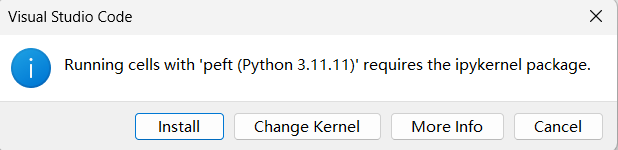 Visual Studio Code
Running cells with 'peft (Python 3.11.11)' requires the ipykernel package.
Install Change Kernel More Info Cancel